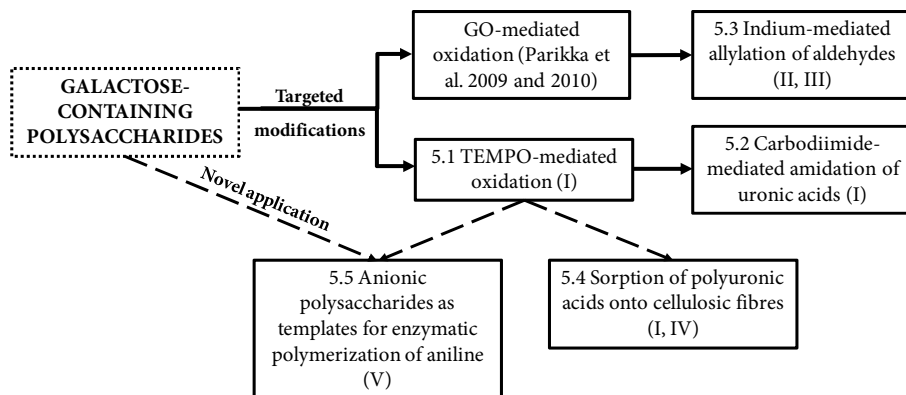 GALACTOSE-
CONTAINING
POLYSACCHARIDES
Targeted
modifications
GO-mediated
oxidation (Parikka
et al. 2009 and 2010)
5.3 Indium-mediated
allylation of aldehydes
(II, III)
5.1 TEMPO-mediated
oxidation (I)
5.2 Carbodiimide-
mediated amidation of
uronic acids (I)
Novel application
5.5 Anionic
polysaccharides as
templates for enzymatic
polymerization of aniline
(V)
5.4 Sorption of polyuronic
acids onto cellulosic fibres
(I, IV)